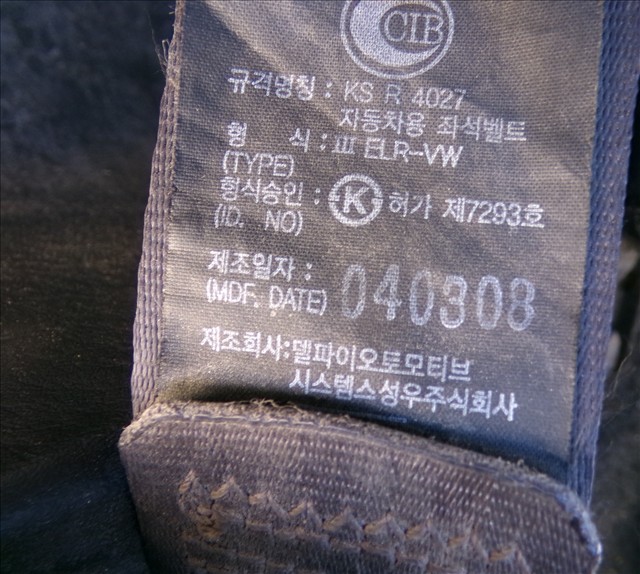 CIB
규격명칭 : KS R 4027
자동차용 좌석벨트
형 식 : Ⅲ ELR-VW
(TYPE)
형식승인 : K 허가 제7293호
(ID. NO)
제조일자 :
(MDF. DATE) 040308
제조회사:델파이오토모티브
시스템스성우주식회사